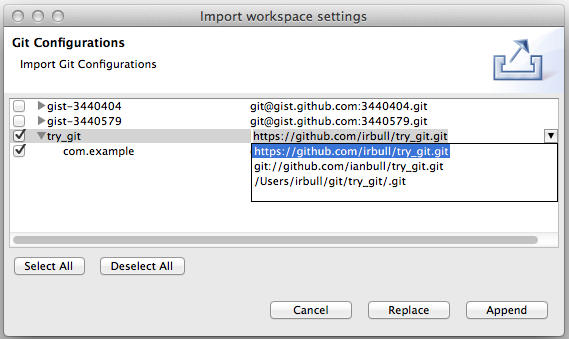 Import workspace settings
Git Configurations
Import Git Configurations
gist-3440404 git@gist.github.com:3440404.git
gist-3440579 git@gist.github.com:3440579.git
try_git https://github.com/irbull/try_git.git
com.example
https://github.com/irbull/try_git.git
git://github.com/ianbull/try_git.git
/Users/irbull/git/try_git/.git
Select All Deselect All
Cancel Replace Append